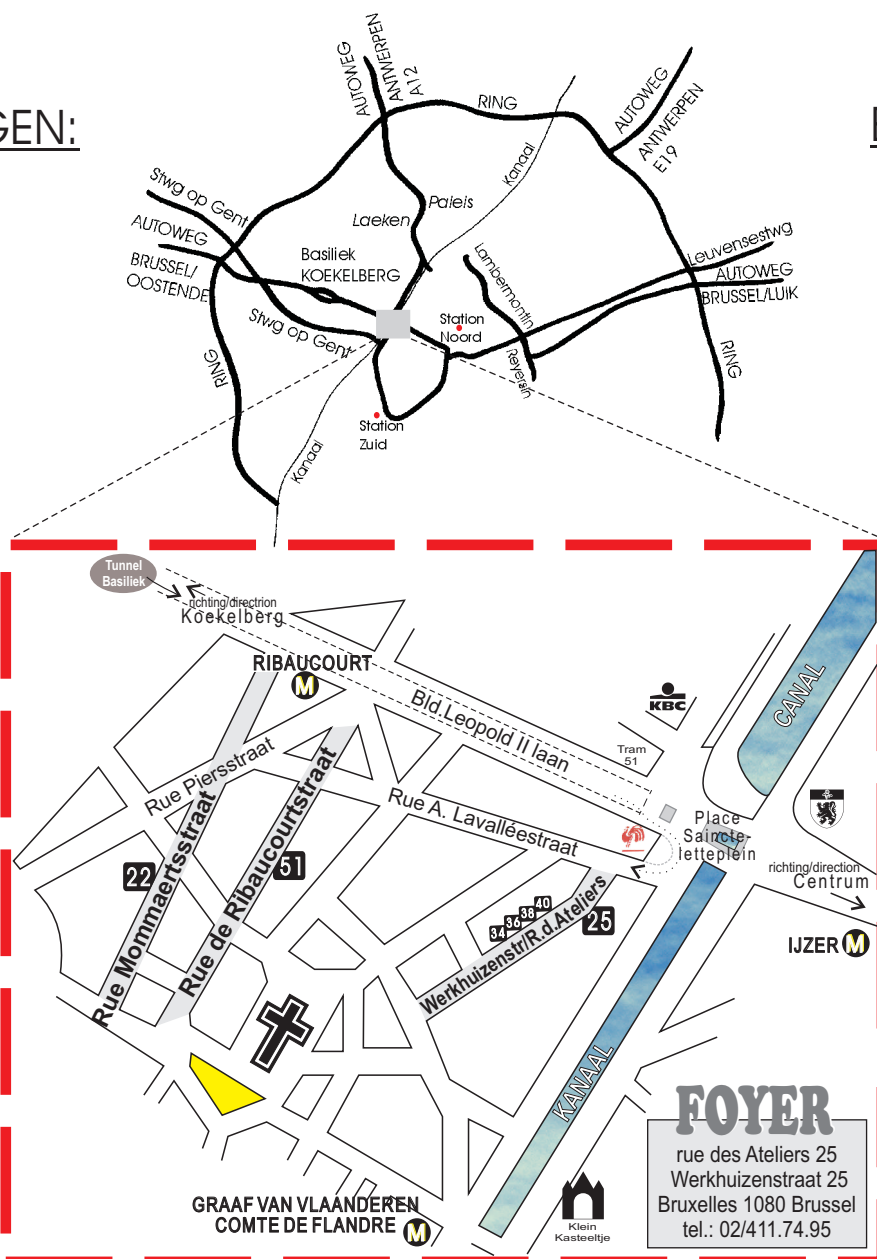 GEN:
AUTOWEG
ANTWERPEN
A12
RING
AUTOWEG
ANTWERPEN
E19
Kanaal
Stwg op Gent
Paleis
Laeken
AUTOWEG
BRUSSEL/
OOSTENDE
Basiliek
KOEKELBERG
Lambermontln
Leuvensestwg
AUTOWEG
BRUSSEL/LUiK
Stwg op Gent
Station
Noord
Reyersln
RING
RING
Station
Zuid
Kanaal
Tunnel
Basiliek
richting/directrion
Koekelberg
RIBAUCOURT
M
Bld.Leopold II laan
KBC
Tram
51
CANAL
Rue Piersstraat
Rue A. Lavalléestraat
Place
Saincte-
letteplein
richting/direction
Centrum
IJZER M
22
Rue Mommaertsstraat
51
Rue de Ribaucourtstraat
34 36 38 40
25
Werkhuizenstr/R.d.Ateliers
KANAAL
GRAAF VAN VLAANDEREN
COMTE DE FLANDRE M
Klein
Kasteeltje
FOYER
rue des Ateliers 25
Werkhuizenstraat 25
Bruxelles 1080 Brussel
tel.: 02/411.74.95